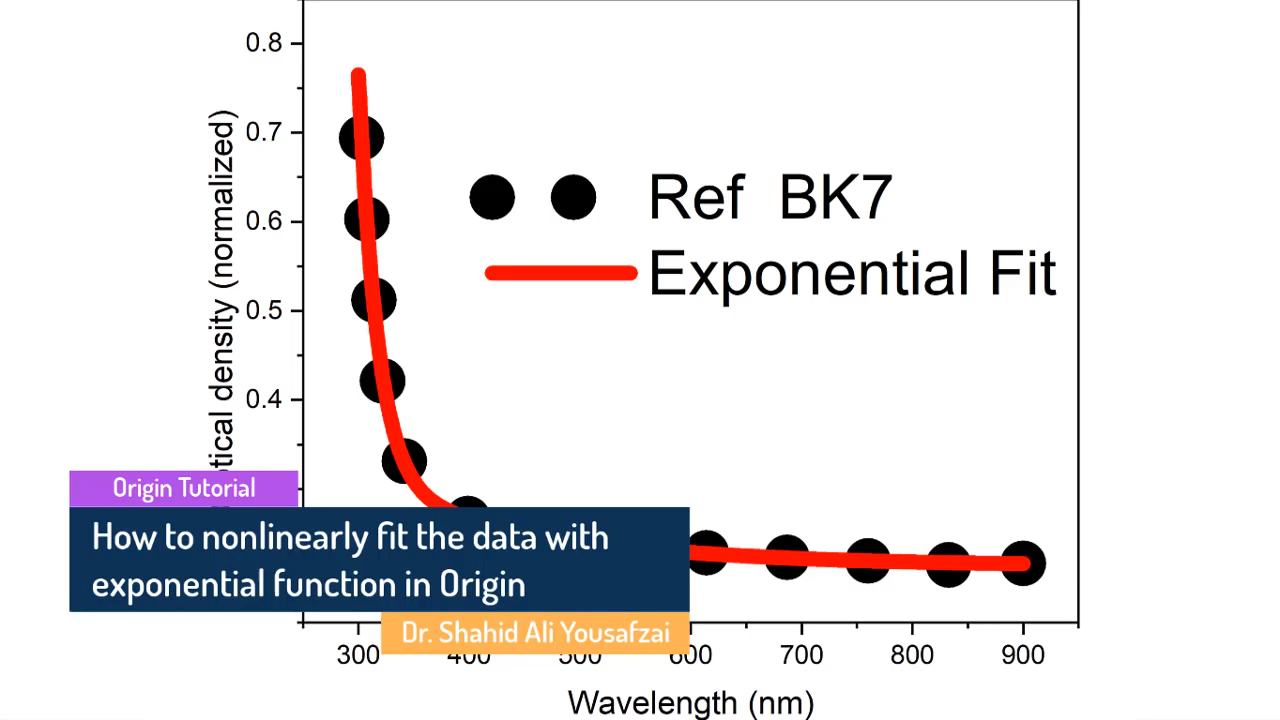 0.8
0.7
0.6
0.5
0.4
tical density (normalized)
Ref BK7
Exponential Fit
Origin Tutorial
How to nonlinearly fit the data with
exponential function in Origin
Dr. Shahid Ali Yousafzai
300 400 500 600 700 800 900
Wavelength (nm)